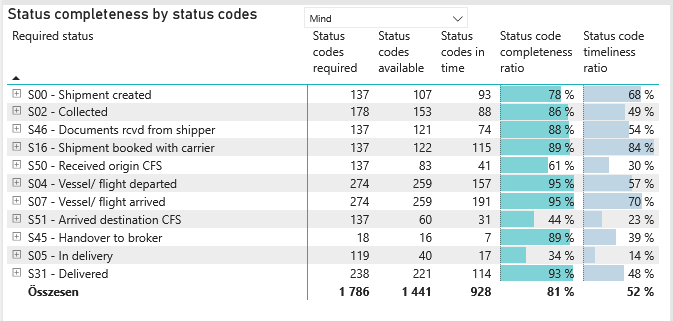 Status completeness by status codes
Mind
Required status Status codes required Status codes available Status codes in time Status code completeness ratio Status code timeliness ratio
S00 - Shipment created 137 107 93 78 % 68 %
S02 - Collected 178 153 88 86 % 49 %
S46 - Documents rcvd from shipper 137 121 74 88 % 54 %
S16 - Shipment booked with carrier 137 122 115 89 % 84 %
S50 - Received origin CFS 137 83 41 61 % 30 %
S04 - Vessel/ flight departed 274 259 157 95 % 57 %
S07 - Vessel/ flight arrived 274 259 191 95 % 70 %
S51 - Arrived destination CFS 137 60 31 44 % 23 %
S45 - Handover to broker 18 16 7 89 % 39 %
S05 - In delivery 119 40 17 34 % 14 %
S31 - Delivered 238 221 114 93 % 48 %
Összesen 1 786 1 441 928 81 % 52 %